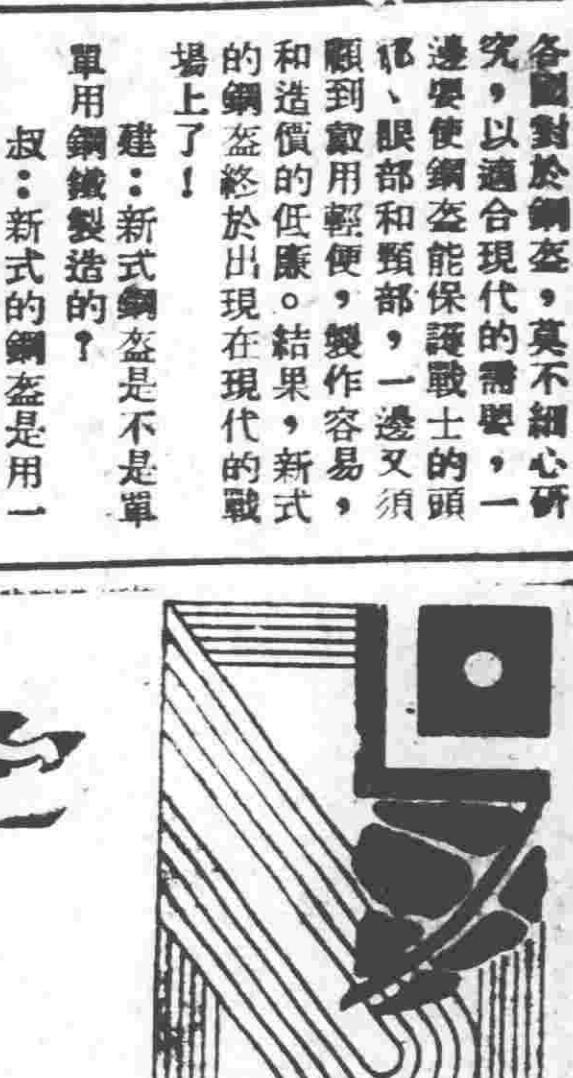 各國對於鋼盔，莫不細心研
究，以適合現代的需要，一
邊要使鋼盔能保護戰士的頭
部、眼部和頸部，一邊又須
顧到戴用輕便，製作容易，
和造價的低廉。結果，新式
的鋼盔終於出現在現代的戰
場上了！
建：新式鋼盔是不是單
單用鋼鐵製造的？
叔：新式的鋼盔是用一